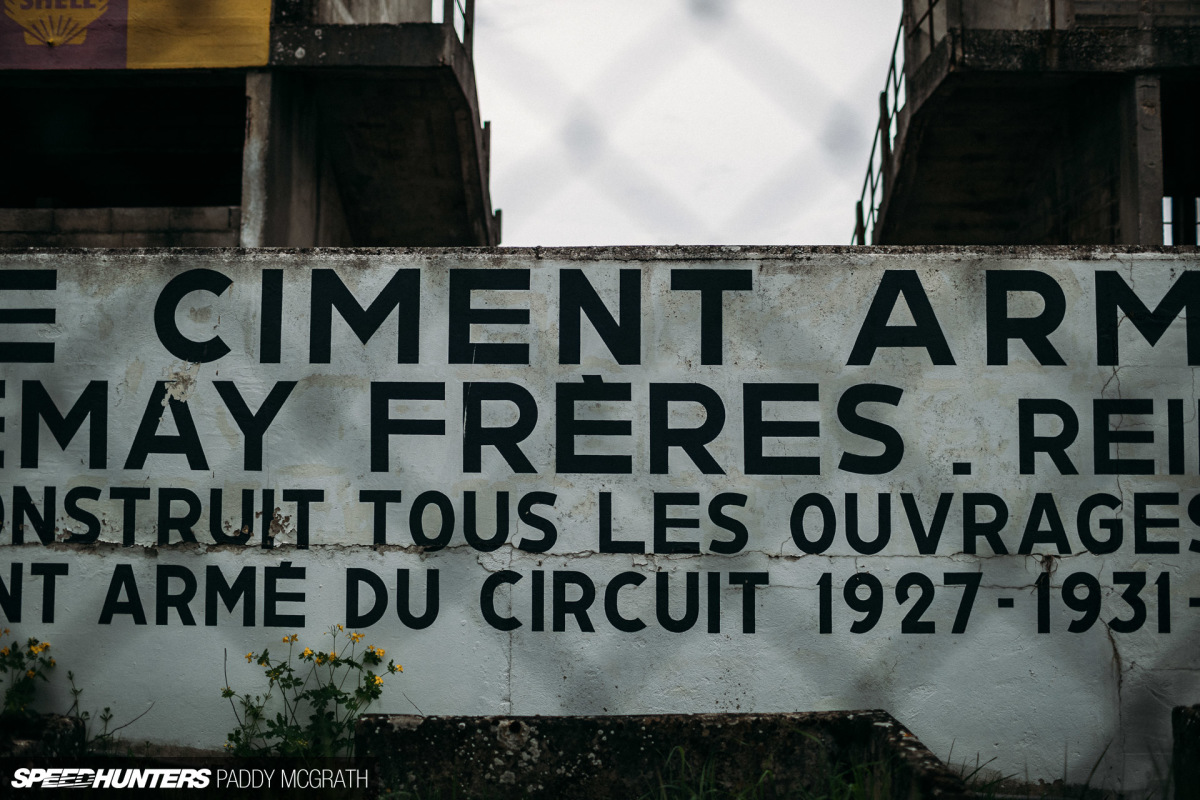 SHELL
E CIMENT ARM
EMAY FRÈRES. REI
ONSTRUIT TOUS LES OUVRAGES
NT ARMÉ DU CIRCUIT 1927-1931-
SPEEDHUNTERS PADDY MCGRATH